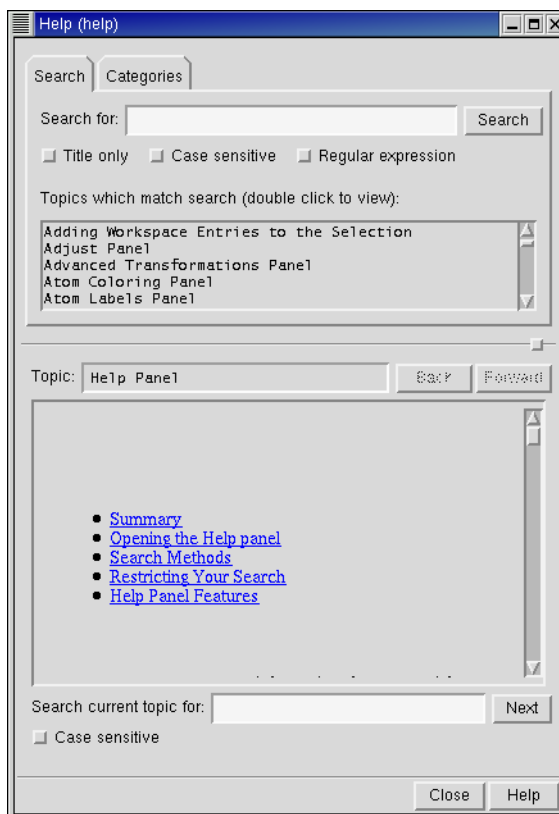 Help (help)
Search Categories
Search for: Search
Title only Case sensitive Regular expression
Topics which match search (double click to view):
Adding Workspace Entries to the Selection
Adjust Panel
Advanced Transformations Panel
Atom Coloring Panel
Atom Labels Panel
Topic: Help Panel Back Forward
Summary
Opening the Help panel
Search Methods
Restricting Your Search
Help Panel Features
Search current topic for: Next
Case sensitive
Close Help